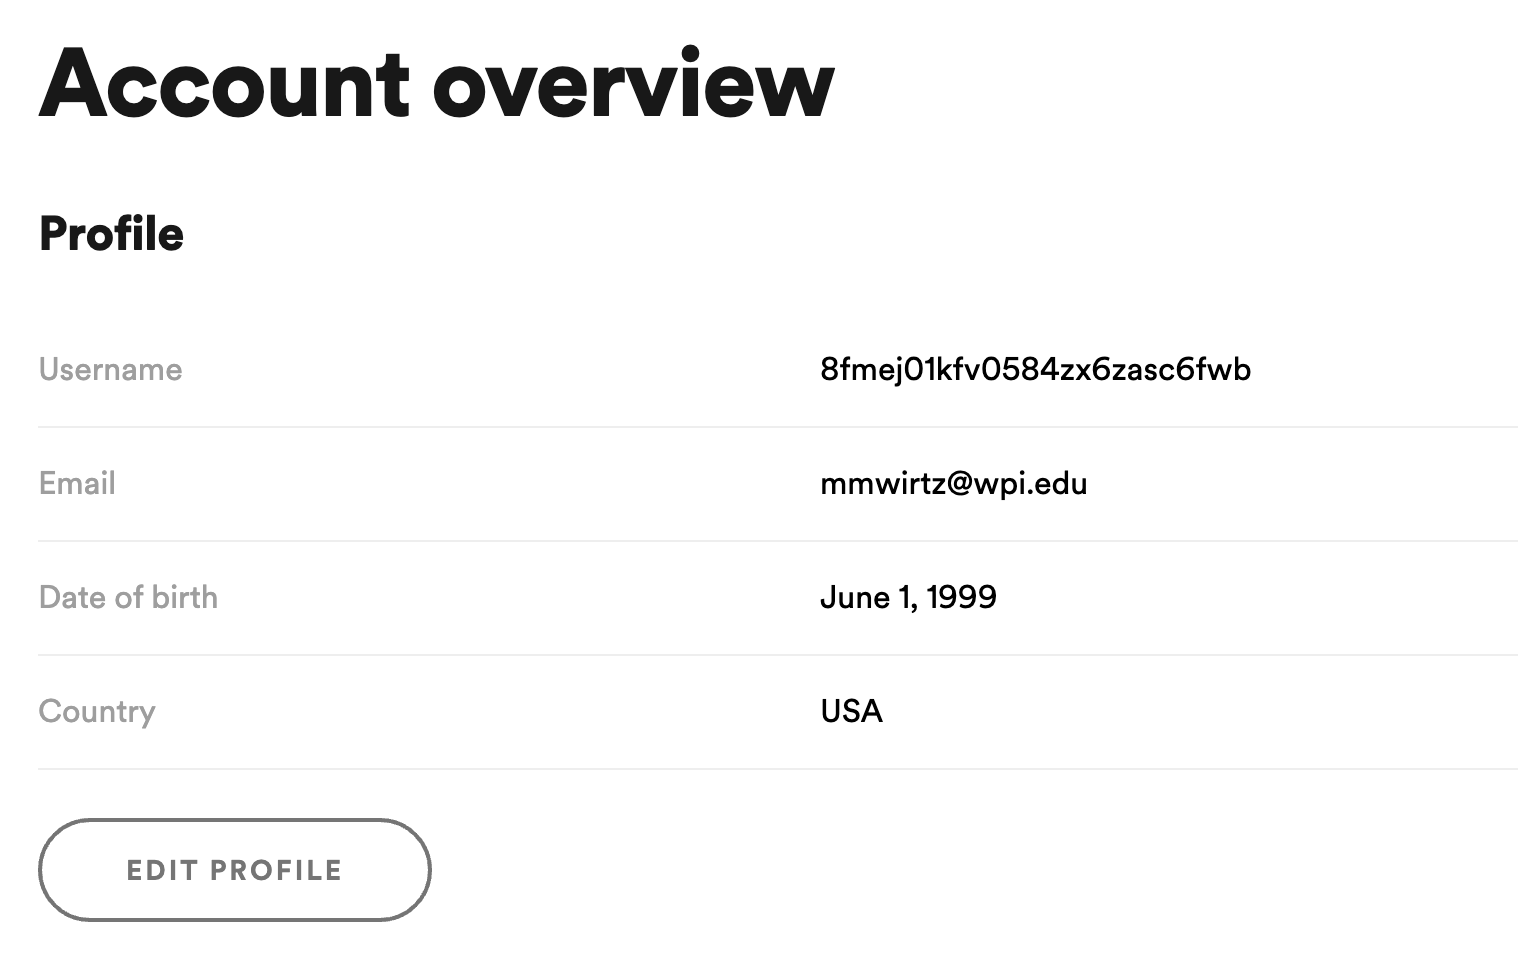 Account overview
Profile
Username 8fmej01kfv0584zx6zasc6fwb
Email mmwirtz@wpi.edu
Date of birth June 1, 1999
Country USA
EDIT PROFILE